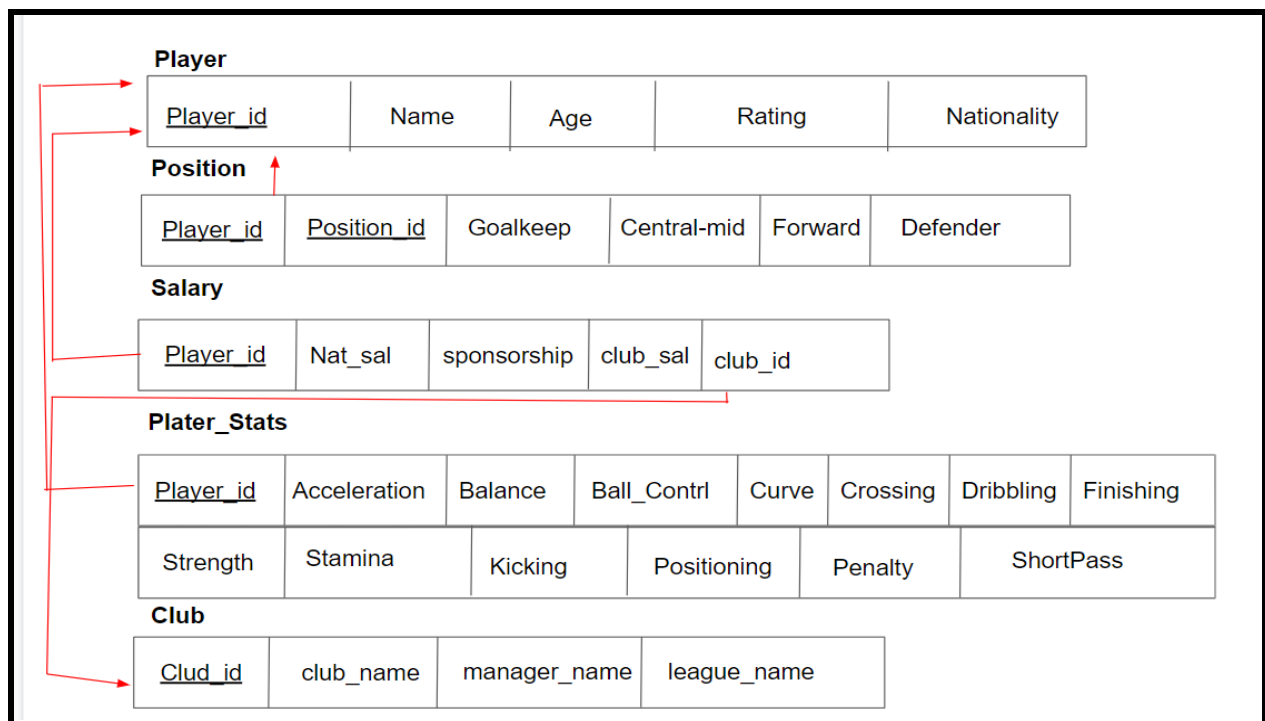 Player
Player_id Name Age Rating Nationality
Position
Player_id Position_id Goalkeep Central-mid Forward Defender
Salary
Player_id Nat_sal sponsorship club_sal club_id
Plater_Stats
Player_id Acceleration Balance Ball_Contrl Curve Crossing Dribbling Finishing
Strength Stamina Kicking Positioning Penalty ShortPass
Club
Clud_id club_name manager_name league_name